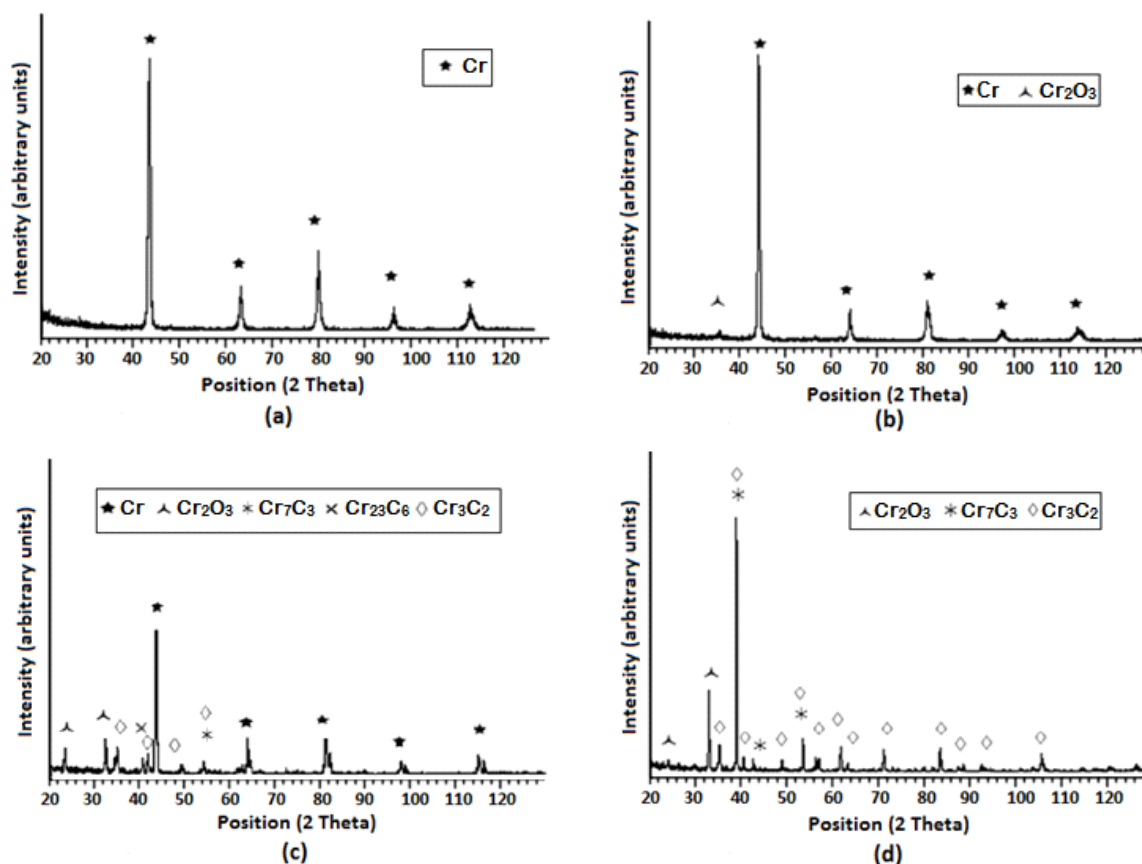 Intensity (arbitrary units)
★ Cr
20 30 40 50 60 70 80 90 100 110 120
Position (2 Theta)
(a)
Intensity (arbitrary units)
★ Cr ⅄ Cr₂O₃
20 30 40 50 60 70 80 90 100 110 120
Position (2 Theta)
(b)
Intensity (arbitrary units)
★ Cr ⅄ Cr₂O₃ ✳ Cr₇C₃ × Cr₂₃C₆ ◇ Cr₃C₂
20 30 40 50 60 70 80 90 100 110 120
Position (2 Theta)
(c)
Intensity (arbitrary units)
⅄ Cr₂O₃ ✳ Cr₇C₃ ◇ Cr₃C₂
20 30 40 50 60 70 80 90 100 110 120
Position (2 Theta)
(d)